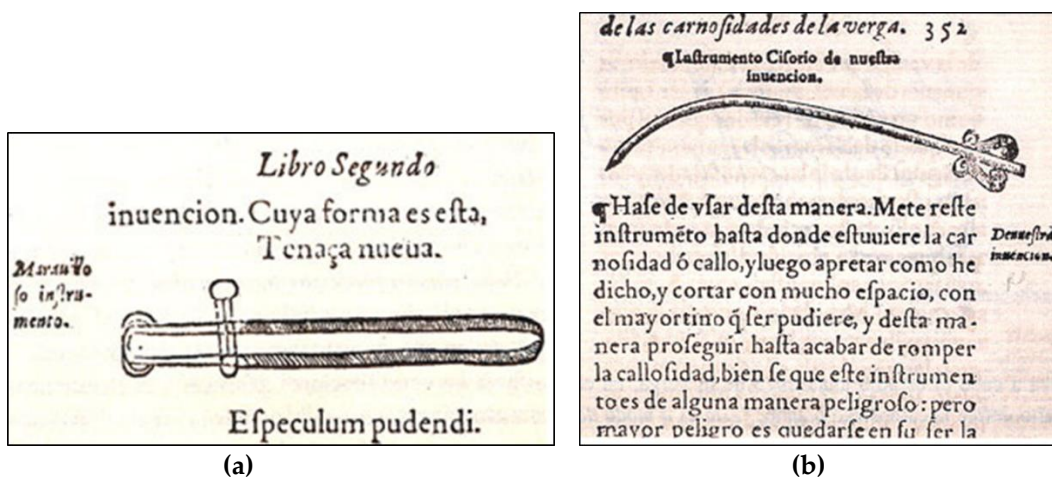 Libro Segundo
inuencion. Cuya forma es eſta,
Tenaça nueua.
Marauillo
ſo inſtru-
mento.
Eſpeculum pudendi.
(a)
de las carnoſidades de la verga. 352
¶Inſtrumento Ciſorio de nueſtra
inuencion.
¶Haſe de vſar deſta manera. Mete reſte
inſtrumẽto haſta donde eſtuuiere la car
noſidad ò callo, y luego apretar como he
dicho, y cortar con mucho eſpacio, con
el may ortino q̃ ſer pudiere, y deſta ma-
nera proſeguir haſta acabar de romper
la calloſidad, bien ſe que eſte inſtrumen
to es de alguna manera peligroſo: pero
mayor peligro es quedarſe en ſu ſer la
De nueſtra
inuencion.
(b)